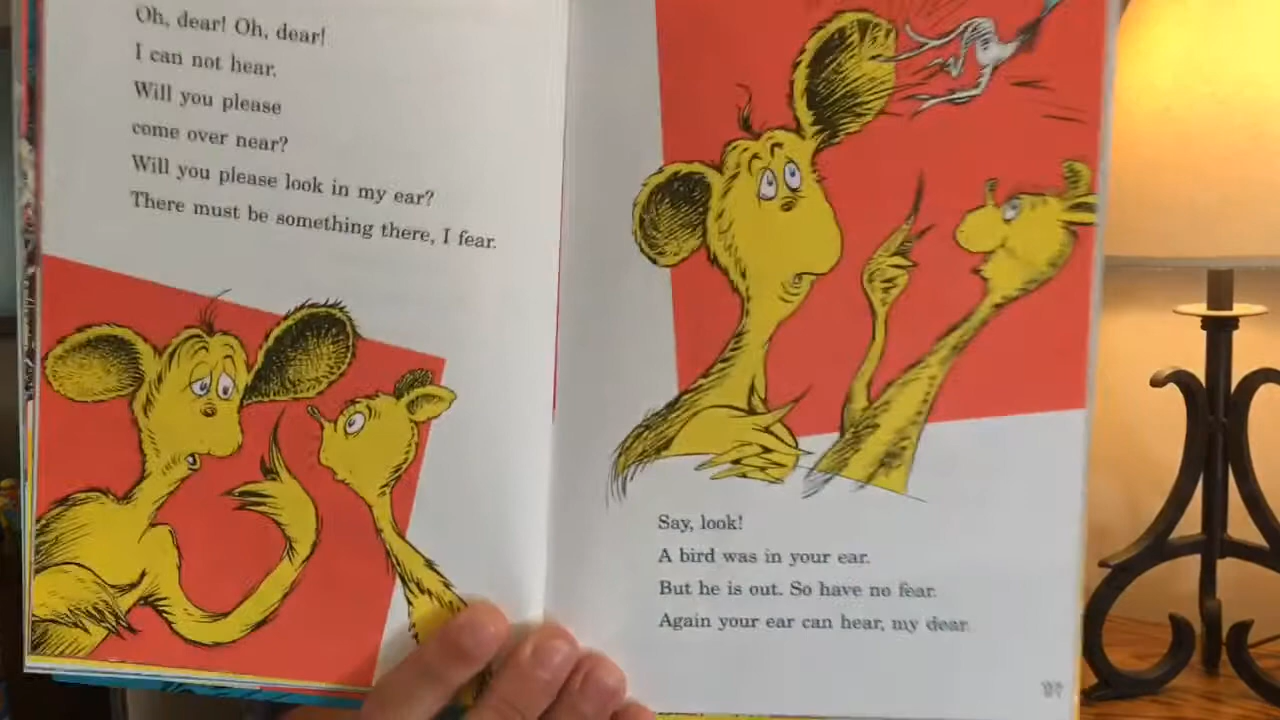 Oh, dear! Oh, dear!
I can not hear.
Will you please
come over near?
Will you please look in my ear?
There must be something there, I fear.
Say, look!
A bird was in your ear.
But he is out. So have no fear.
Again your ear can hear, my dear.